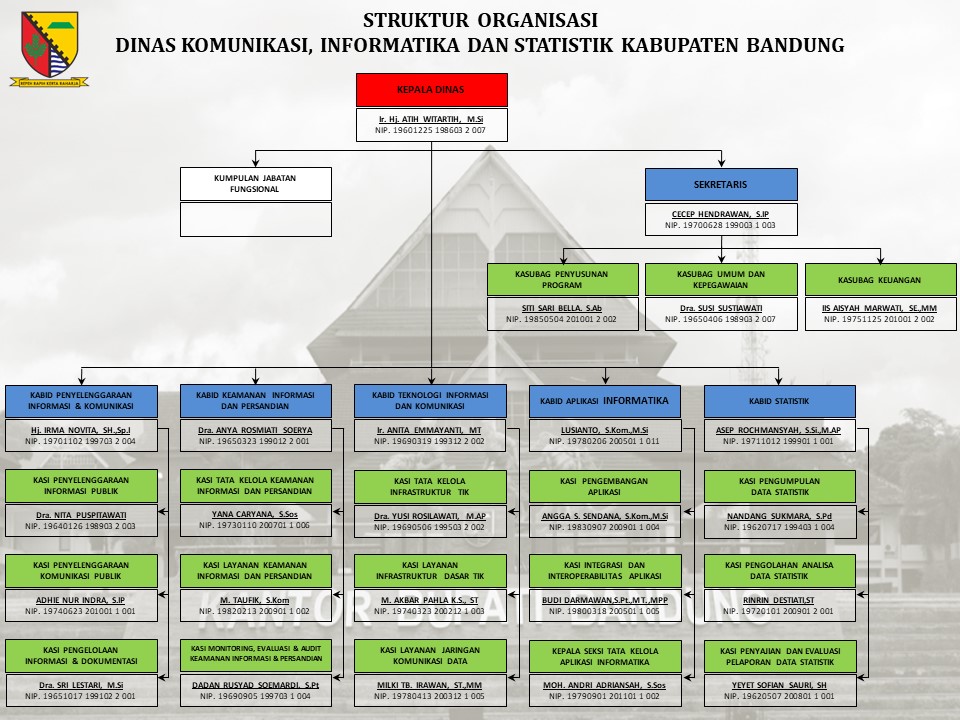 STRUKTUR ORGANISASI
DINAS KOMUNIKASI, INFORMATIKA DAN STATISTIK KABUPATEN BANDUNG
KEPALA DINAS
Ir. Hj. ATIH WITARTIH, M.Si
NIP. 19601225 198603 2 007
KUMPULAN JABATAN
FUNGSIONAL
SEKRETARIS
CECEP HENDRAWAN, S.IP
NIP. 19700628 199003 1 003
KASUBAG PENYUSUNAN
PROGRAM
SITI SARI BELLA. S.Ab
NIP. 19850504 201001 2 002
KASUBAG UMUM DAN
KEPEGAWAIAN
Dra. SUSI SUSTIAWATI
NIP. 19650406 198903 2 007
KASUBAG KEUANGAN
IIS AISYAH MARWATI, SE.,MM
NIP. 19751125 201001 2 002
KABID PENYELENGGARAAN
INFORMASI & KOMUNIKASI
Hj. IRMA NOVITA, SH.,Sp,I
NIP. 19701102 199703 2 004
KASI PENYELENGGARAAN
INFORMASI PUBLIK
Dra. NITA PUSPITAWATI
NIP. 19640126 198903 2 003
KASI PENYELENGGARAAN
KOMUNIKASI PUBLIK
ADHIE NUR INDRA, S.IP
NIP. 19740623 201001 1 001
KASI PENGELOLAAN
INFORMASI & DOKUMENTASI
Dra. SRI LESTARI, M.Si
NIP. 19651017 199102 2 001
KABID KEAMANAN INFORMASI
DAN PERSANDIAN
Dra. ANYA ROSMIATI SOERYA
NIP. 19650323 199012 2 001
KASI TATA KELOLA KEAMANAN
INFORMASI DAN PERSANDIAN
YANA CARYANA, S.Sos
NIP. 19730110 200701 1 006
KASI LAYANAN KEAMANAN
INFORMASI DAN PERSANDIAN
M. TAUFIK, S.Kom
NIP. 19820213 200901 1 002
KASI MONITORING, EVALUASI & AUDIT
KEAMANAN INFORMASI & PERSANDIAN
DADAN RUSYAD SOEMARDI, S.Pt
NIP. 19690905 199703 1 004
KABID TEKNOLOGI INFORMASI
DAN KOMUNIKASI
Ir. ANITA EMMAYANTI, MT
NIP. 19690319 199312 2 002
KASI TATA KELOLA
INFRASTRUKTUR TIK
Dra. YUSI ROSILAWATI, M.AP
NIP. 19690506 199503 2 002
KASI LAYANAN
INFRASTRUKTUR DASAR TIK
M. AKBAR PAHLA K.S., ST
NIP. 19740323 200212 1 003
KASI LAYANAN JARINGAN
KOMUNIKASI DATA
MILKI TB. IRAWAN, ST.,MM
NIP. 19780413 200312 1 005
KABID APLIKASI INFORMATIKA
LUSIANTO, S.Kom.,M.Si
NIP. 19780206 200501 1 011
KASI PENGEMBANGAN
APLIKASI
ANGGA S. SENDANA, S.Kom.,M.Si
NIP. 19830907 200901 1 004
KASI INTEGRASI DAN
INTEROPERABILITAS APLIKASI
BUDI DARMAWAN,S.Pt.,MT.,MPP
NIP. 19800318 200501 1 005
KEPALA SEKSI TATA KELOLA
APLIKASI INFORMATIKA
MOH. ANDRI ADRIANSAH, S.Sos
NIP. 19790901 201101 1 002
KABID STATISTIK
ASEP ROCHMANSYAH, S.Si.,M.AP
NIP. 19711012 199901 1 001
KASI PENGUMPULAN
DATA STATISTIK
NANDANG SUKMARA, S.Pd
NIP. 19620717 199403 1 004
KASI PENGOLAHAN ANALISA
DATA STATISTIK
RINRIN DESTIATI,ST
NIP. 19720101 200901 2 001
KASI PENYAJIAN DAN EVALUASI
PELAPORAN DATA STATISTIK
YEYET SOFIAN SAURI, SH
NIP. 19620507 200801 1 001
KANTOR BUPATI BANDUNG